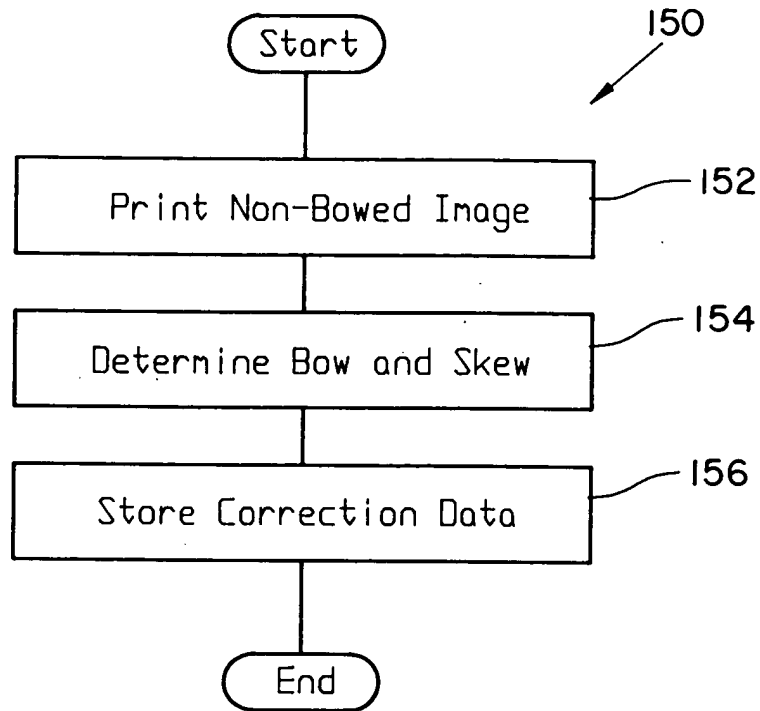 Start
150
Print Non-Bowed Image
152
Determine Bow and Skew
154
Store Correction Data
156
End